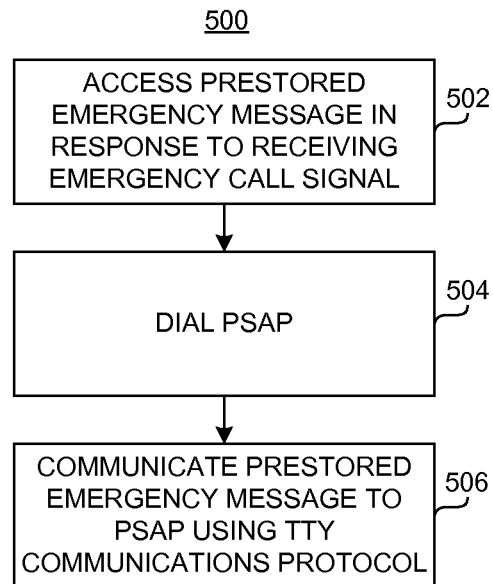 500
ACCESS PRESTORED
EMERGENCY MESSAGE IN
RESPONSE TO RECEIVING
EMERGENCY CALL SIGNAL
502
DIAL PSAP
504
COMMUNICATE PRESTORED
EMERGENCY MESSAGE TO
PSAP USING TTY
COMMUNICATIONS PROTOCOL
506